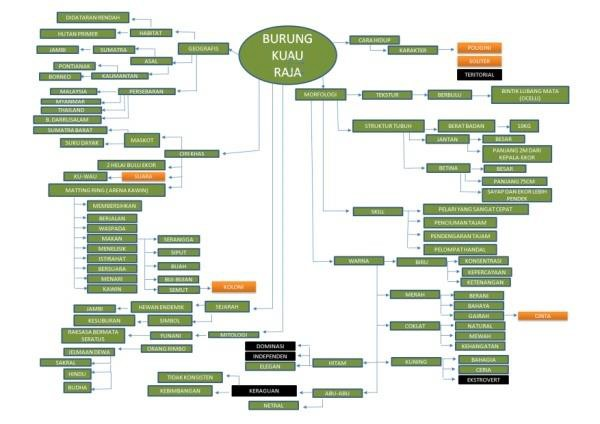 BURUNG
KUAU
RAJA
DIDATARAN RENDAH
HUTAN PRIMER
HABITAT
GEOGRAFIS
JAMBI
SUMATRA
ASAL
PONTIANAK
BORNEO
KALIMANTAN
MALAYSIA
MYANMAR
THAILAND
B. DARRUSALAM
PERSEBARAN
SUMATRA BARAT
SUKU DAYAK
MASKOT
CIRI KHAS
2 HELAI BULU EKOR
KU-WAU
SUARA
MATTING RING ( ARENA KAWIN)
MEMBERSIHKAN
BERJALAN
WASPADA
MAKAN
MENELISIK
ISTIRAHAT
BERSUARA
MENARI
KAWIN
SERANGGA
SIPUT
BUAH
BIJI-BIJIAN
SEMUT
KOLONI
JAMBI
HEWAN ENDEMIK
SEJARAH
KESUBURAN
SIMBOL
RAKSASA BERMATA
SERATUS
YUNANI
MITOLOGI
JELMAAN DEWA
ORANG RIMBO
SAKRAL
HINDU
BUDHA
CARA HIDUP
KARAKTER
POLIGINI
SOLITER
TERITORIAL
MORFOLOGI
TEKSTUR
BERBULU
BINTIK LUBANG MATA
(OCELLI)
STRUKTUR TUBUH
BERAT BADAN
10KG
JANTAN
BESAR
PANJANG 2M DARI
KEPALA-EKOR
BETINA
BESAR
PANJANG 75CM
SAYAP DAN EKOR LEBIH
PENDEK
SKILL
PELARI YANG SANGAT CEPAT
PENCIUMAN TAJAM
PENDENGARAN TAJAM
PELOMPAT HANDAL
WARNA
BIRU
KONSENTRASI
KEPERCAYAAN
KETENANGAN
MERAH
BERANI
BAHAYA
GAIRAH
CINTA
COKLAT
NATURAL
MEWAH
KEHANGATAN
KUNING
BAHAGIA
CERIA
EKSTROVERT
HITAM
DOMINASI
INDEPENDEN
ELEGAN
ABU-ABU
KERAGUAN
TIDAK KONSISTEN
KEBIMBANGAN
NETRAL